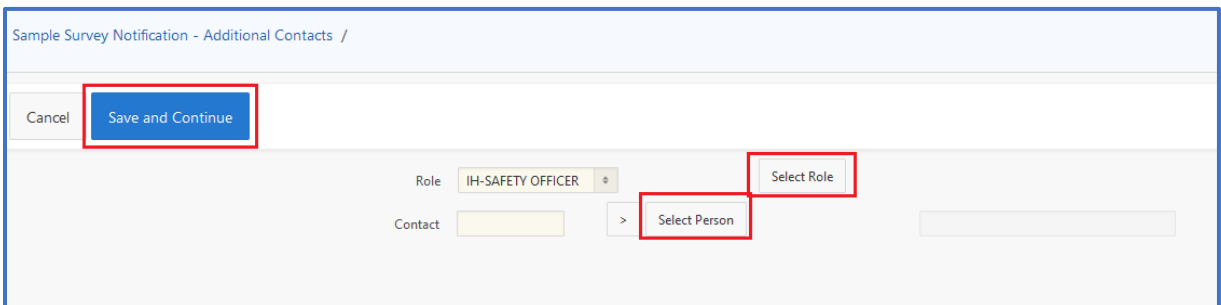 Sample Survey Notification - Additional Contacts /
Cancel Save and Continue
Role IH-SAFETY OFFICER Select Role
Contact > Select Person